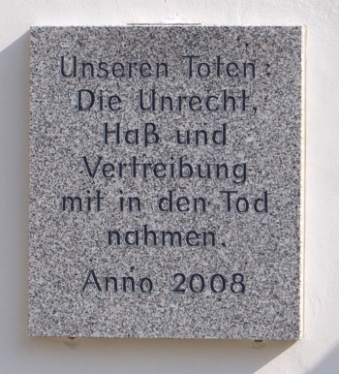 Unseren Toten:
Die Unrecht,
Haß und
Vertreibung
mit in den Tod
nahmen.
Anno 2008